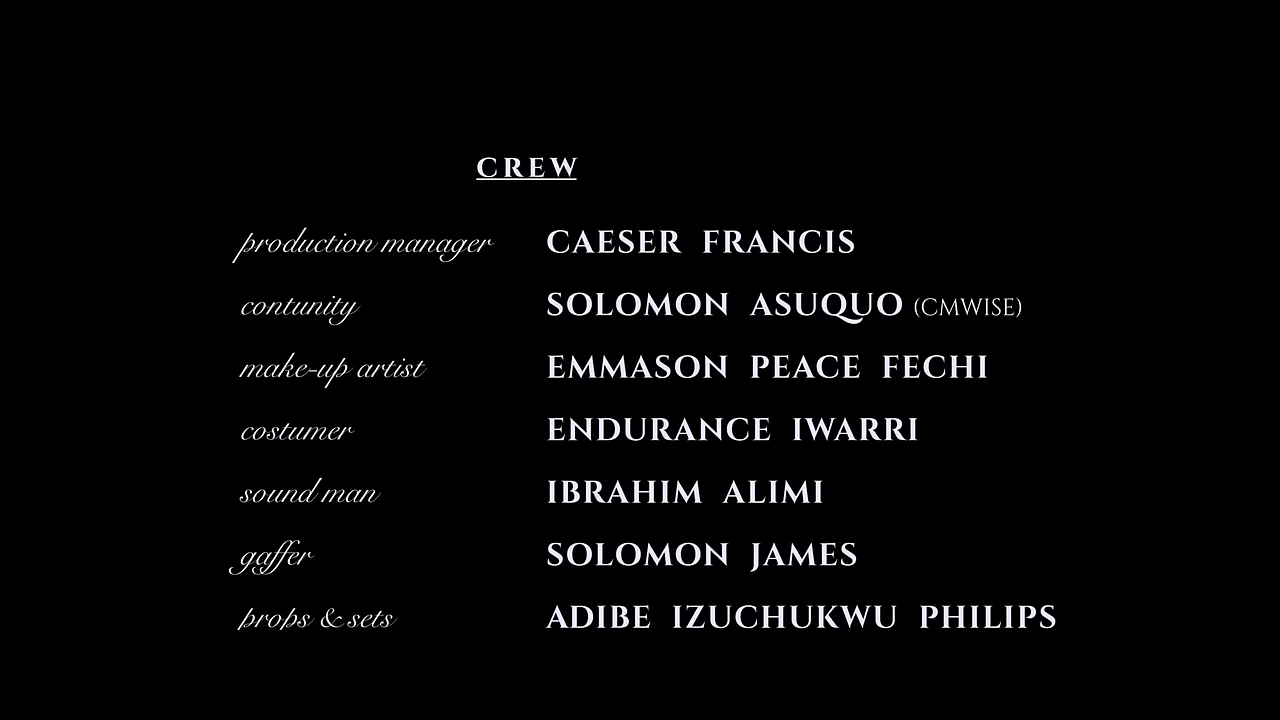 CREW
production manager CAESER FRANCIS
contunity SOLOMON ASUQUO (CMWISE)
make-up artist EMMASON PEACE FECHI
costumer ENDURANCE IWARRI
sound man IBRAHIM ALIMI
gaffer SOLOMON JAMES
props & sets ADIBE IZUCHUKWU PHILIPS